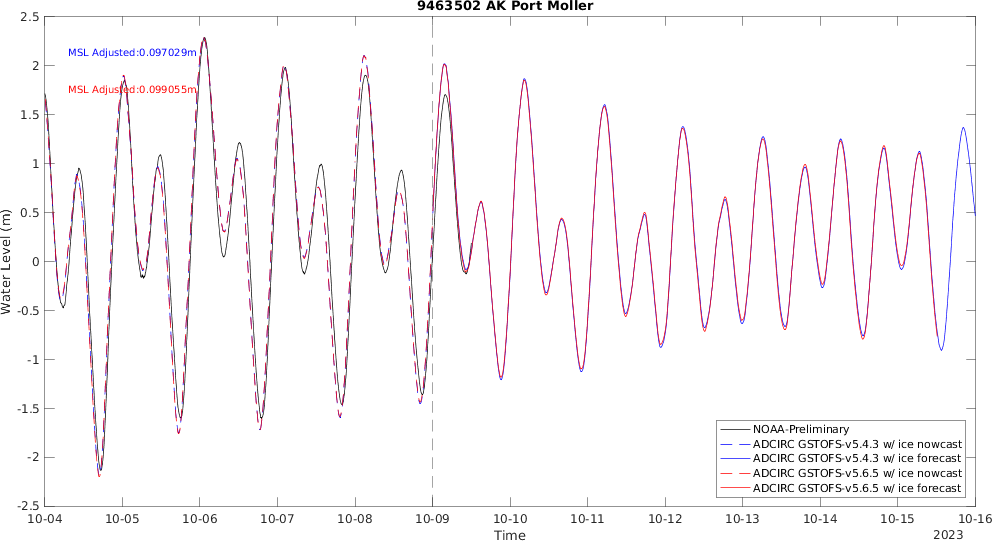 9463502 AK Port Moller
2.5
2
1.5
1
0.5
0
-0.5
-1
-1.5
-2
-2.5
Water Level (m)
MSL Adjusted:0.097029m
MSL Adjusted:0.099055m
NOAA-Preliminary
ADCIRC GSTOFS-v5.4.3 w/ ice nowcast
ADCIRC GSTOFS-v5.4.3 w/ ice forecast
ADCIRC GSTOFS-v5.6.5 w/ ice nowcast
ADCIRC GSTOFS-v5.6.5 w/ ice forecast
10-04 10-05 10-06 10-07 10-08 10-09 10-10 10-11 10-12 10-13 10-14 10-15 10-16
Time
2023